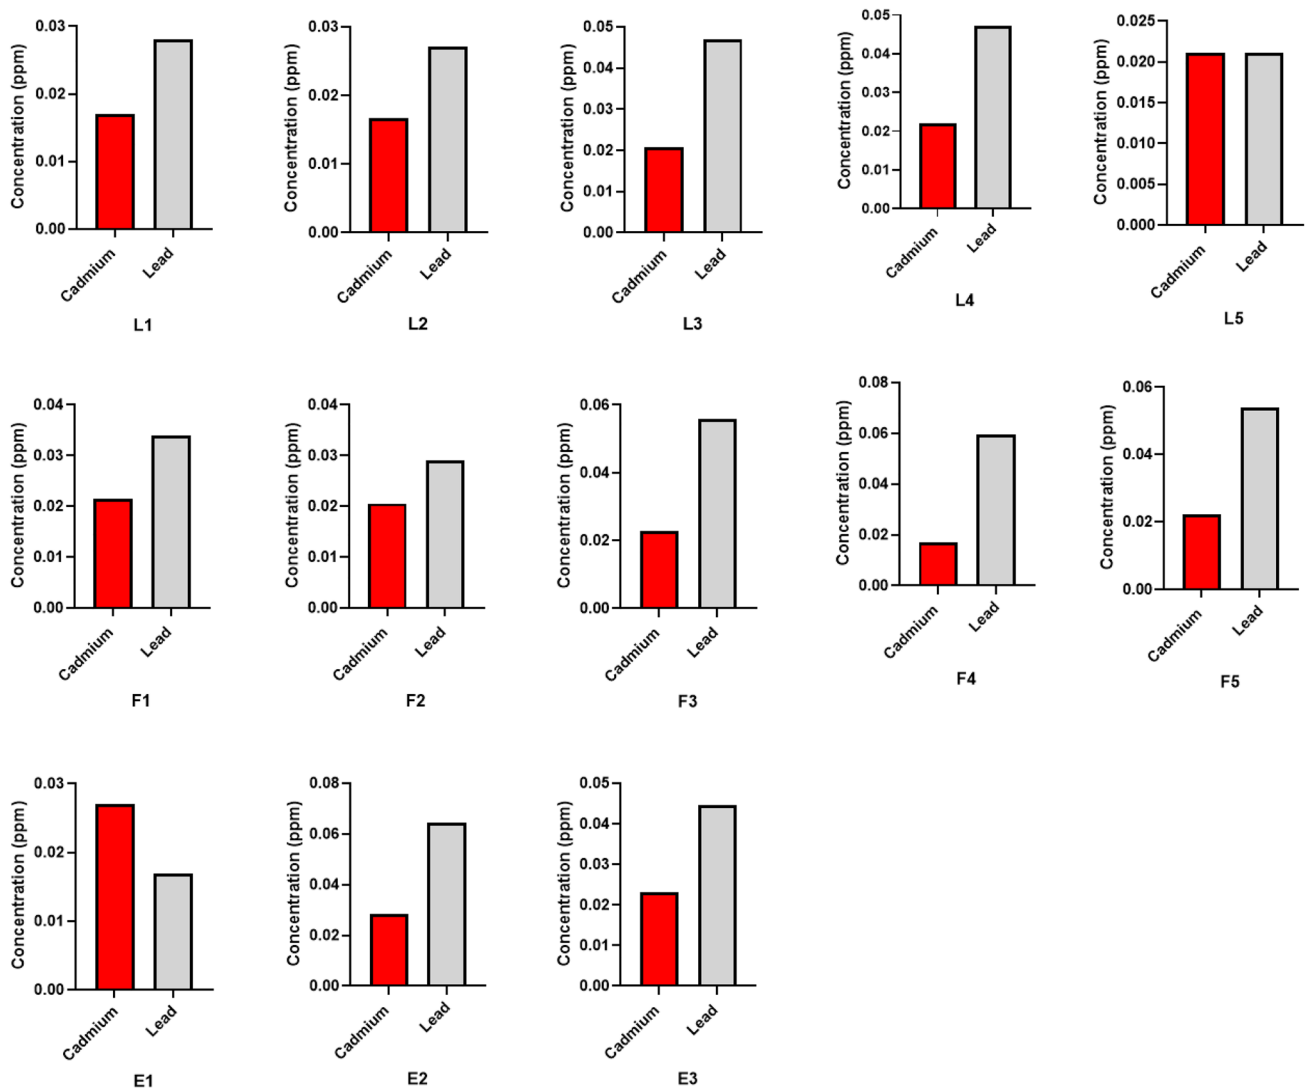 Concentration (ppm)
0.03
0.02
0.01
0.00
Cadmium
Lead
L1
Concentration (ppm)
0.03
0.02
0.01
0.00
Cadmium
Lead
L2
Concentration (ppm)
0.05
0.04
0.03
0.02
0.01
0.00
Cadmium
Lead
L3
Concentration (ppm)
0.05
0.04
0.03
0.02
0.01
0.00
Cadmium
Lead
L4
Concentration (ppm)
0.025
0.020
0.015
0.010
0.005
0.000
Cadmium
Lead
L5
Concentration (ppm)
0.04
0.03
0.02
0.01
0.00
Cadmium
Lead
F1
Concentration (ppm)
0.04
0.03
0.02
0.01
0.00
Cadmium
Lead
F2
Concentration (ppm)
0.06
0.04
0.02
0.00
Cadmium
Lead
F3
Concentration (ppm)
0.08
0.06
0.04
0.02
0.00
Cadmium
Lead
F4
Concentration (ppm)
0.06
0.04
0.02
0.00
Cadmium
Lead
F5
Concentration (ppm)
0.03
0.02
0.01
0.00
Cadmium
Lead
E1
Concentration (ppm)
0.08
0.06
0.04
0.02
0.00
Cadmium
Lead
E2
Concentration (ppm)
0.05
0.04
0.03
0.02
0.01
0.00
Cadmium
Lead
E3